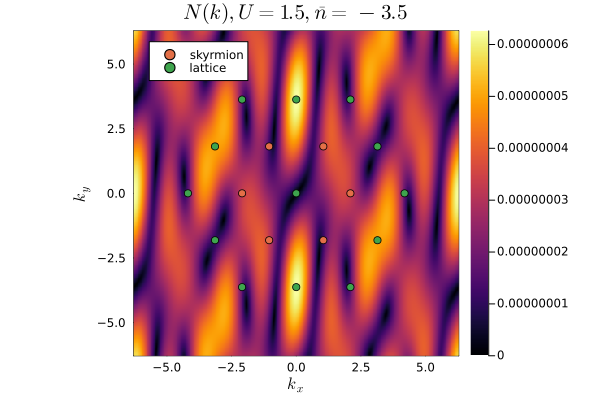 N(k), U = 1.5, n̄ = − 3.5
skyrmion
lattice
5.0
2.5
0.0
−2.5
−5.0
k_y
−5.0 −2.5 0.0 2.5 5.0
k_x
0.00000006
0.00000005
0.00000004
0.00000003
0.00000002
0.00000001
0